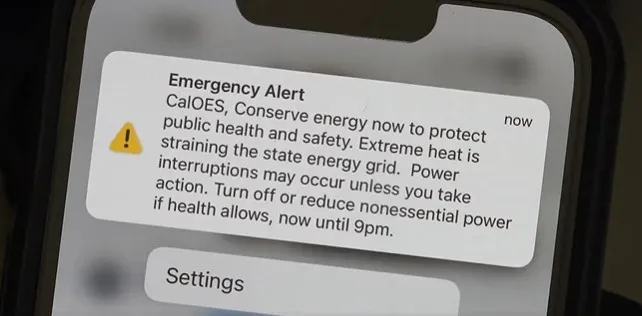 Emergency Alert
now
CalOES, Conserve energy now to protect
public health and safety. Extreme heat is
straining the state energy grid.  Power
interruptions may occur unless you take
action. Turn off or reduce nonessential power
if health allows, now until 9pm.
Settings